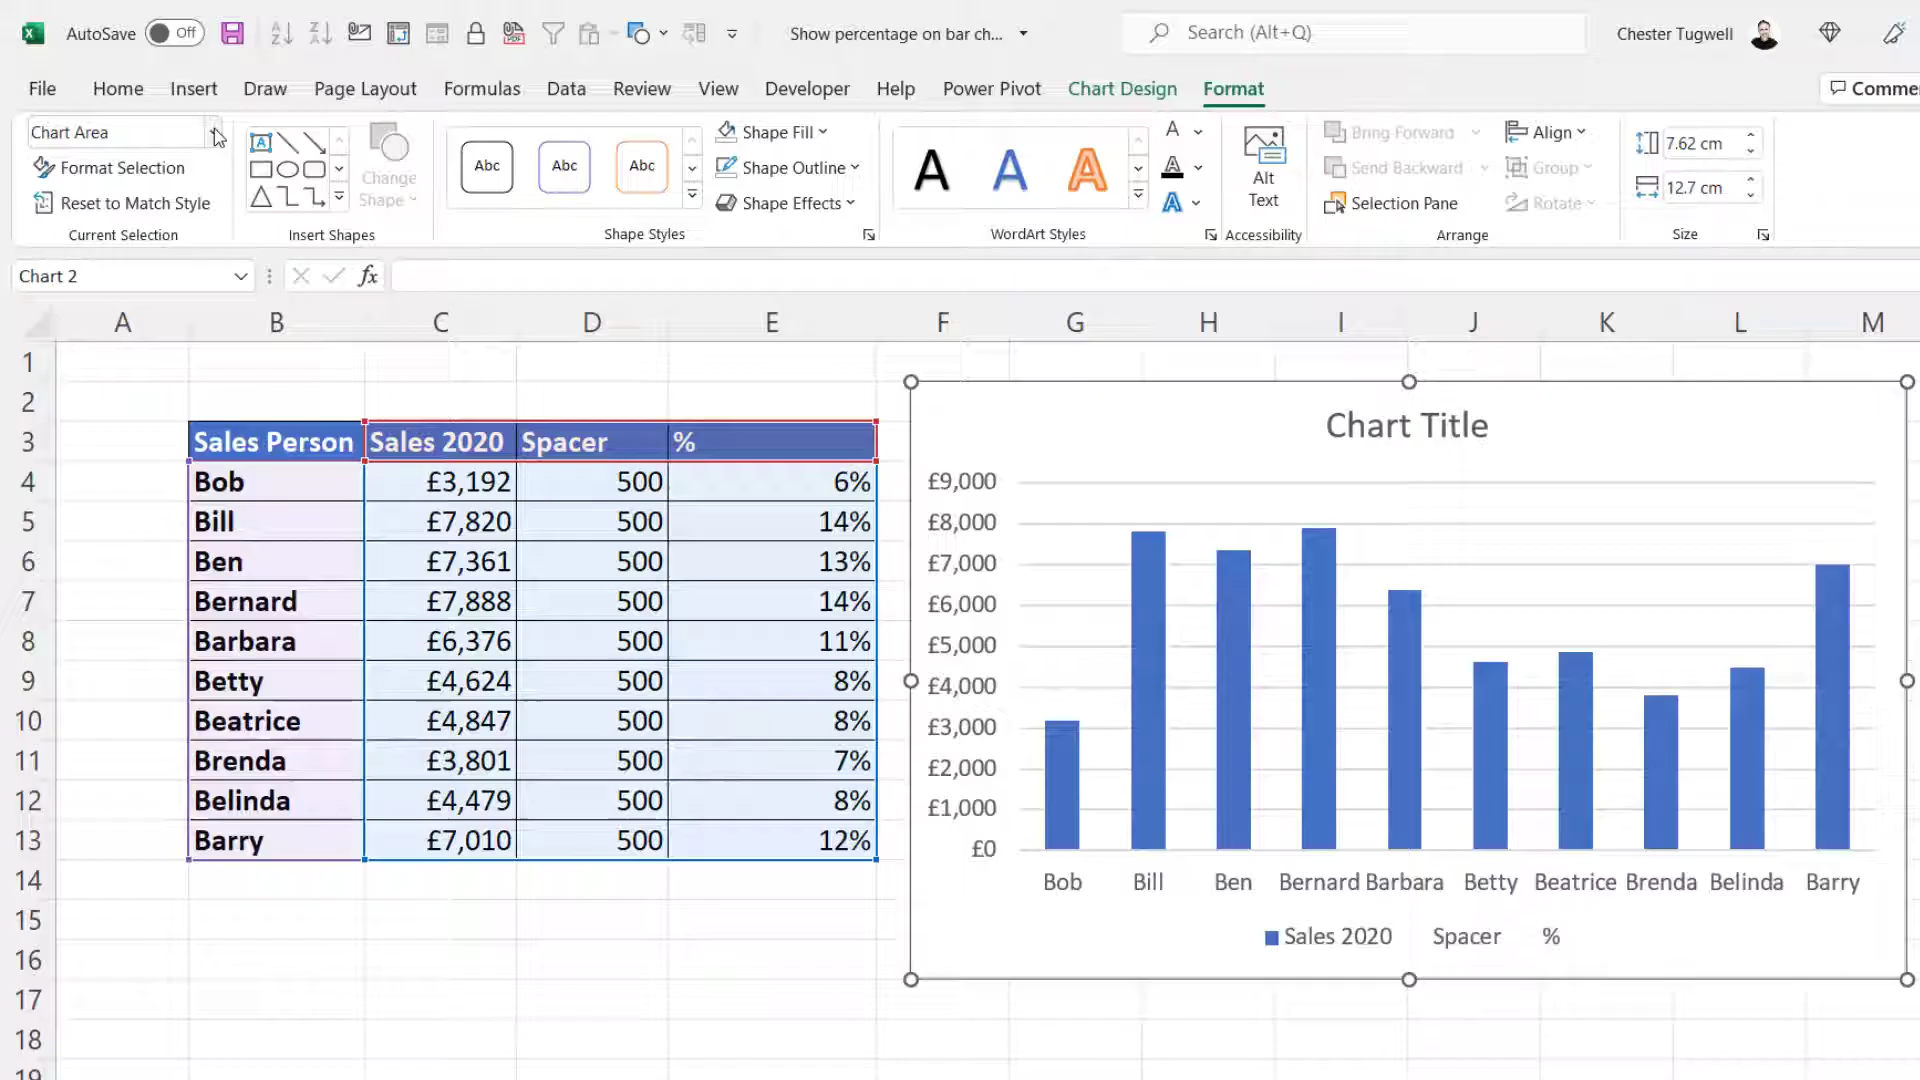 AutoSave Off Show percentage on bar ch... Search (Alt+Q) Chester Tugwell
File Home Insert Draw Page Layout Formulas Data Review View Developer Help Power Pivot Chart Design Format Comme
Chart Area
Format Selection
Reset to Match Style
Current Selection
Change
Shape
Insert Shapes
Abc Abc Abc
Shape Fill
Shape Outline
Shape Effects
Shape Styles
A A A
A
A
A
WordArt Styles
Alt
Text
Accessibility
Bring Forward
Send Backward
Selection Pane
Align
Group
Rotate
Arrange
7.62 cm
12.7 cm
Size
Chart 2 fx
A B C D E F G H I J K L M
1
2
3 Sales Person Sales 2020 Spacer %
4 Bob £3,192 500 6%
5 Bill £7,820 500 14%
6 Ben £7,361 500 13%
7 Bernard £7,888 500 14%
8 Barbara £6,376 500 11%
9 Betty £4,624 500 8%
10 Beatrice £4,847 500 8%
11 Brenda £3,801 500 7%
12 Belinda £4,479 500 8%
13 Barry £7,010 500 12%
14
15
16
17
18
19
Chart Title
£9,000
£8,000
£7,000
£6,000
£5,000
£4,000
£3,000
£2,000
£1,000
£0
Bob Bill Ben Bernard Barbara Betty Beatrice Brenda Belinda Barry
Sales 2020 Spacer %